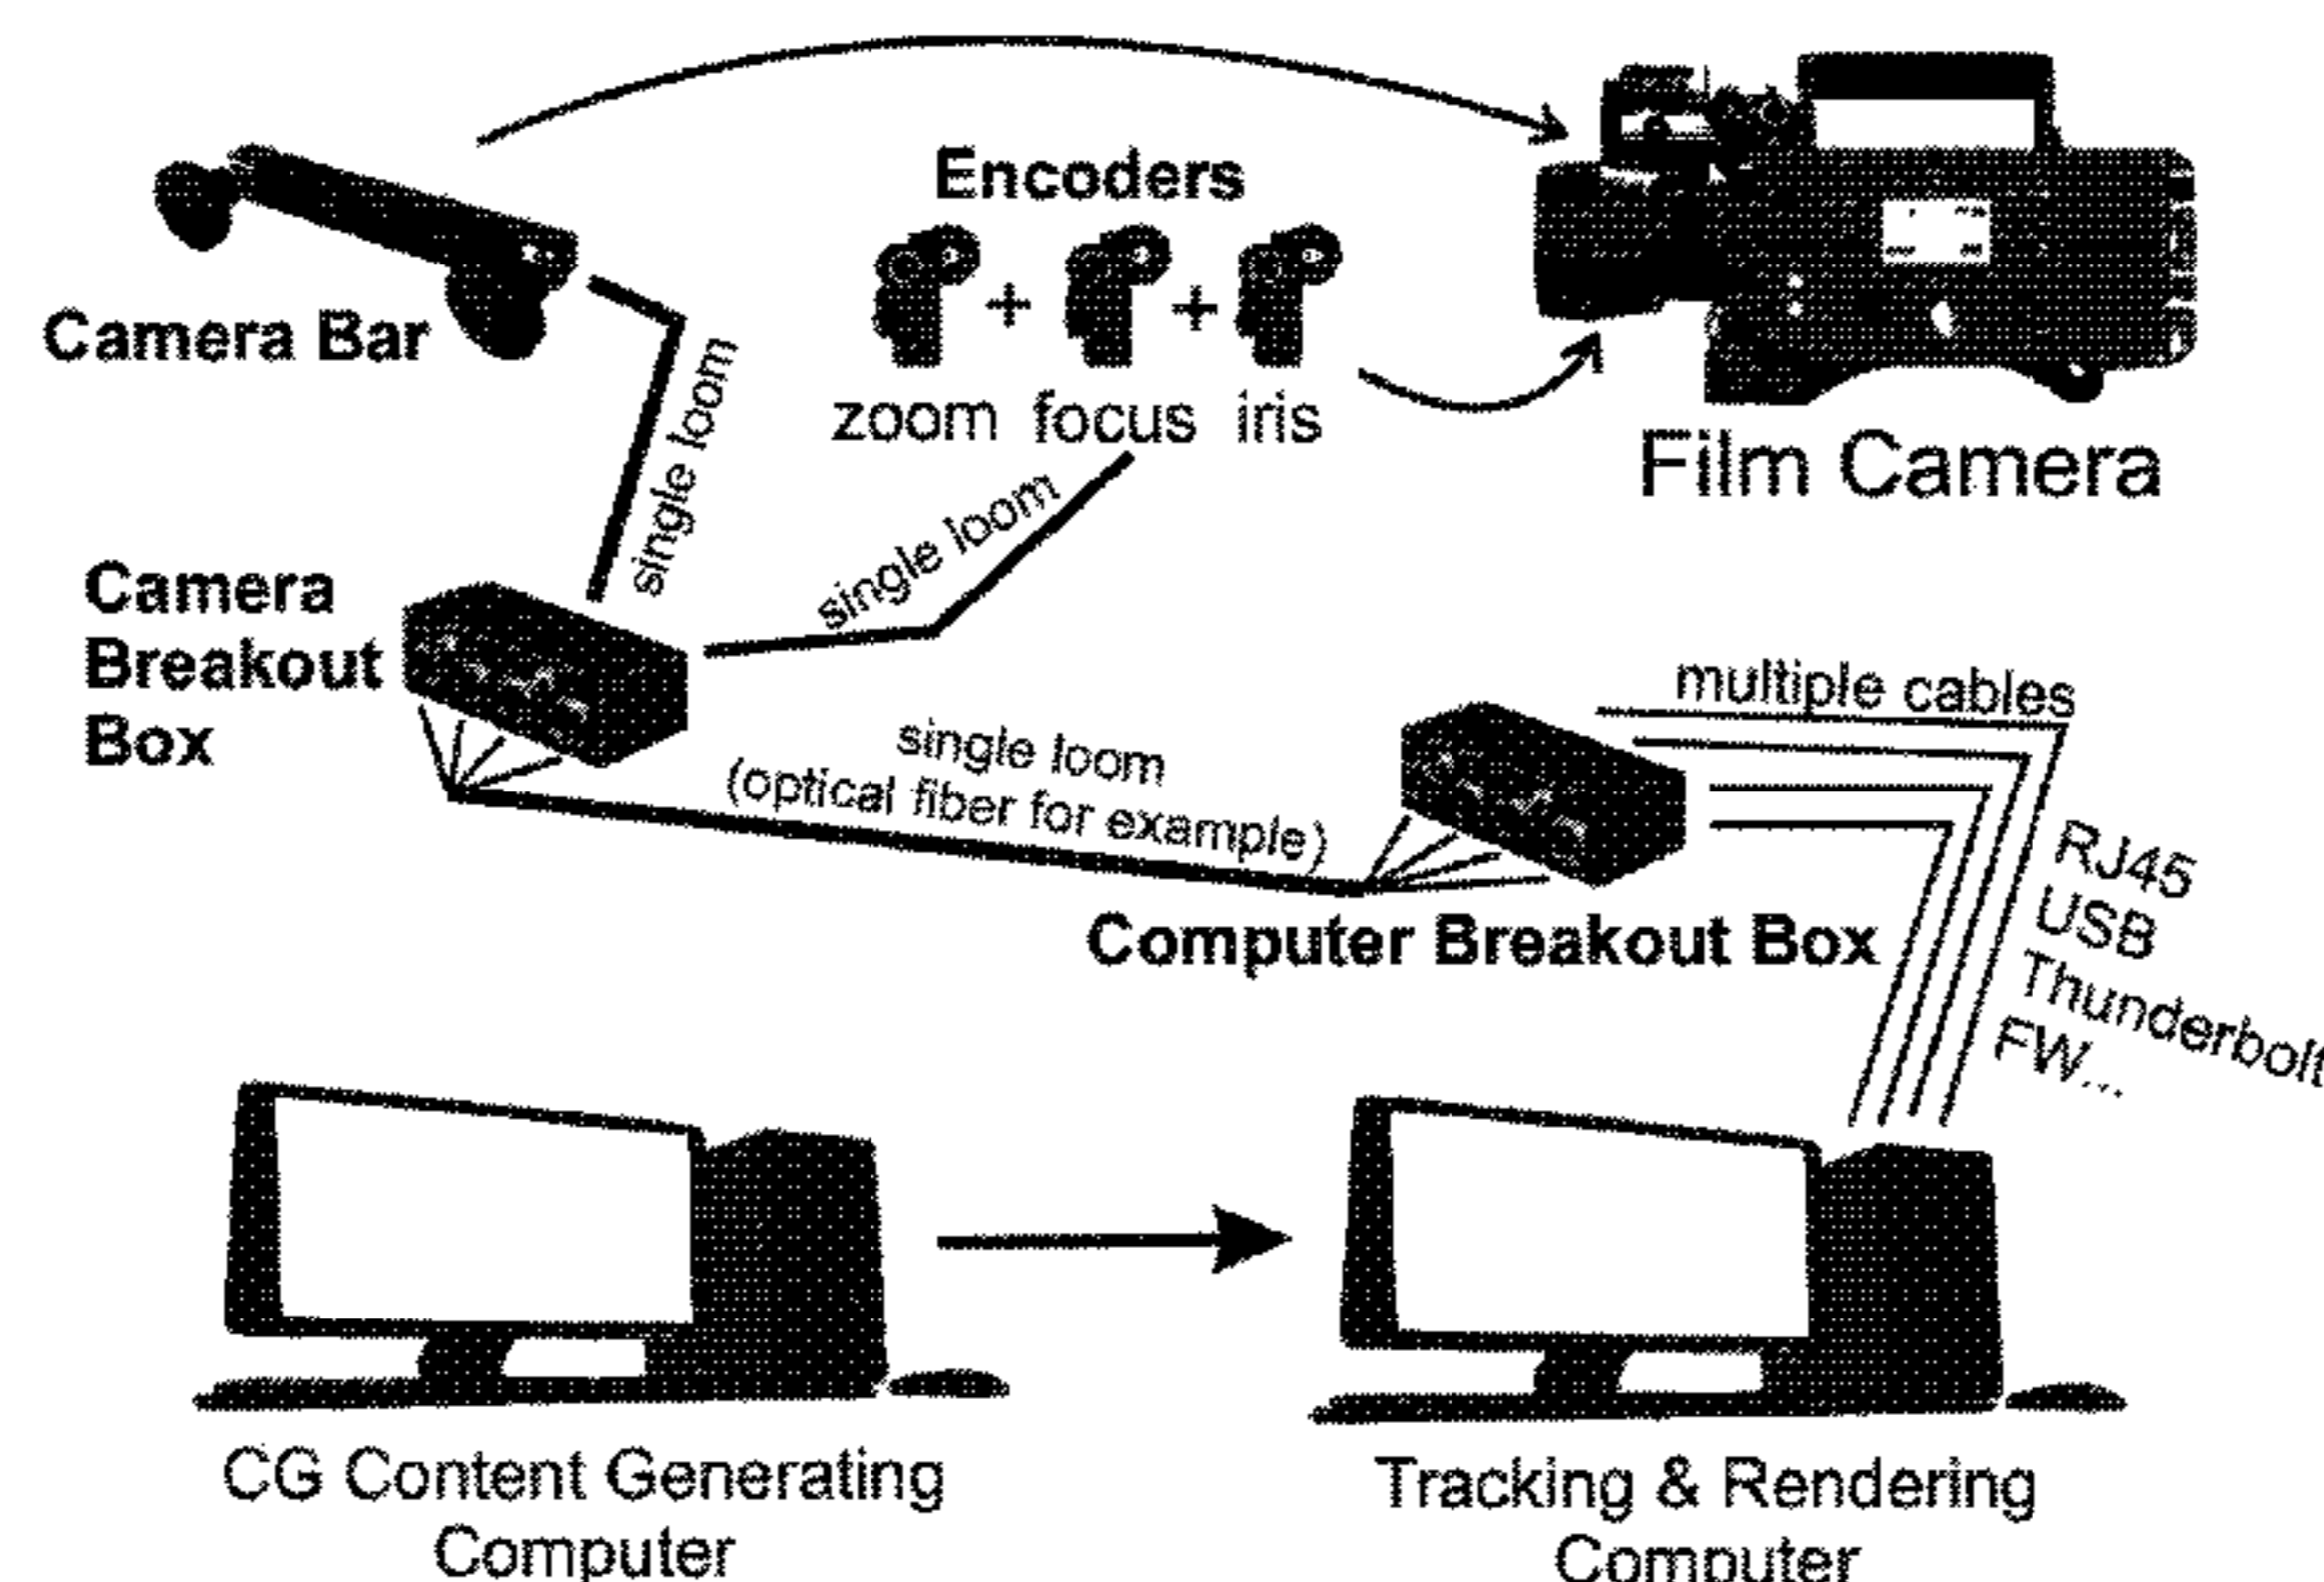 Encoders
Camera Bar
+ +
zoom focus iris
Film Camera
single loom
single loom
Camera
Breakout
Box
single loom
(optical fiber for example)
multiple cables
RJ45
USB
Thunderbolt
FW...
Computer Breakout Box
CG Content Generating
Computer
Tracking & Rendering
Computer